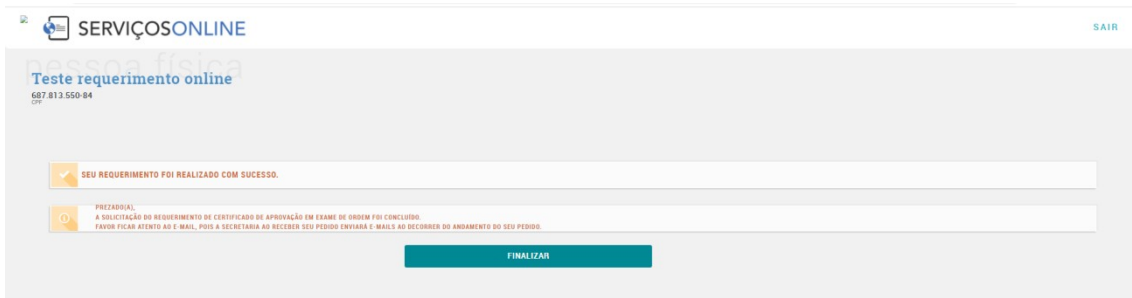 SERVIÇOSONLINE
SAIR
pessoa física
Teste requerimento online
687.813.550-84
CPF
SEU REQUERIMENTO FOI REALIZADO COM SUCESSO.
PREZADO(A),
A SOLICITAÇÃO DO REQUERIMENTO DE CERTIFICADO DE APROVAÇÃO EM EXAME DE ORDEM FOI CONCLUÍDO.
FAVOR FICAR ATENTO AO E-MAIL, POIS A SECRETARIA AO RECEBER SEU PEDIDO ENVIARÁ E-MAILS AO DECORRER DO ANDAMENTO DO SEU PEDIDO.
FINALIZAR